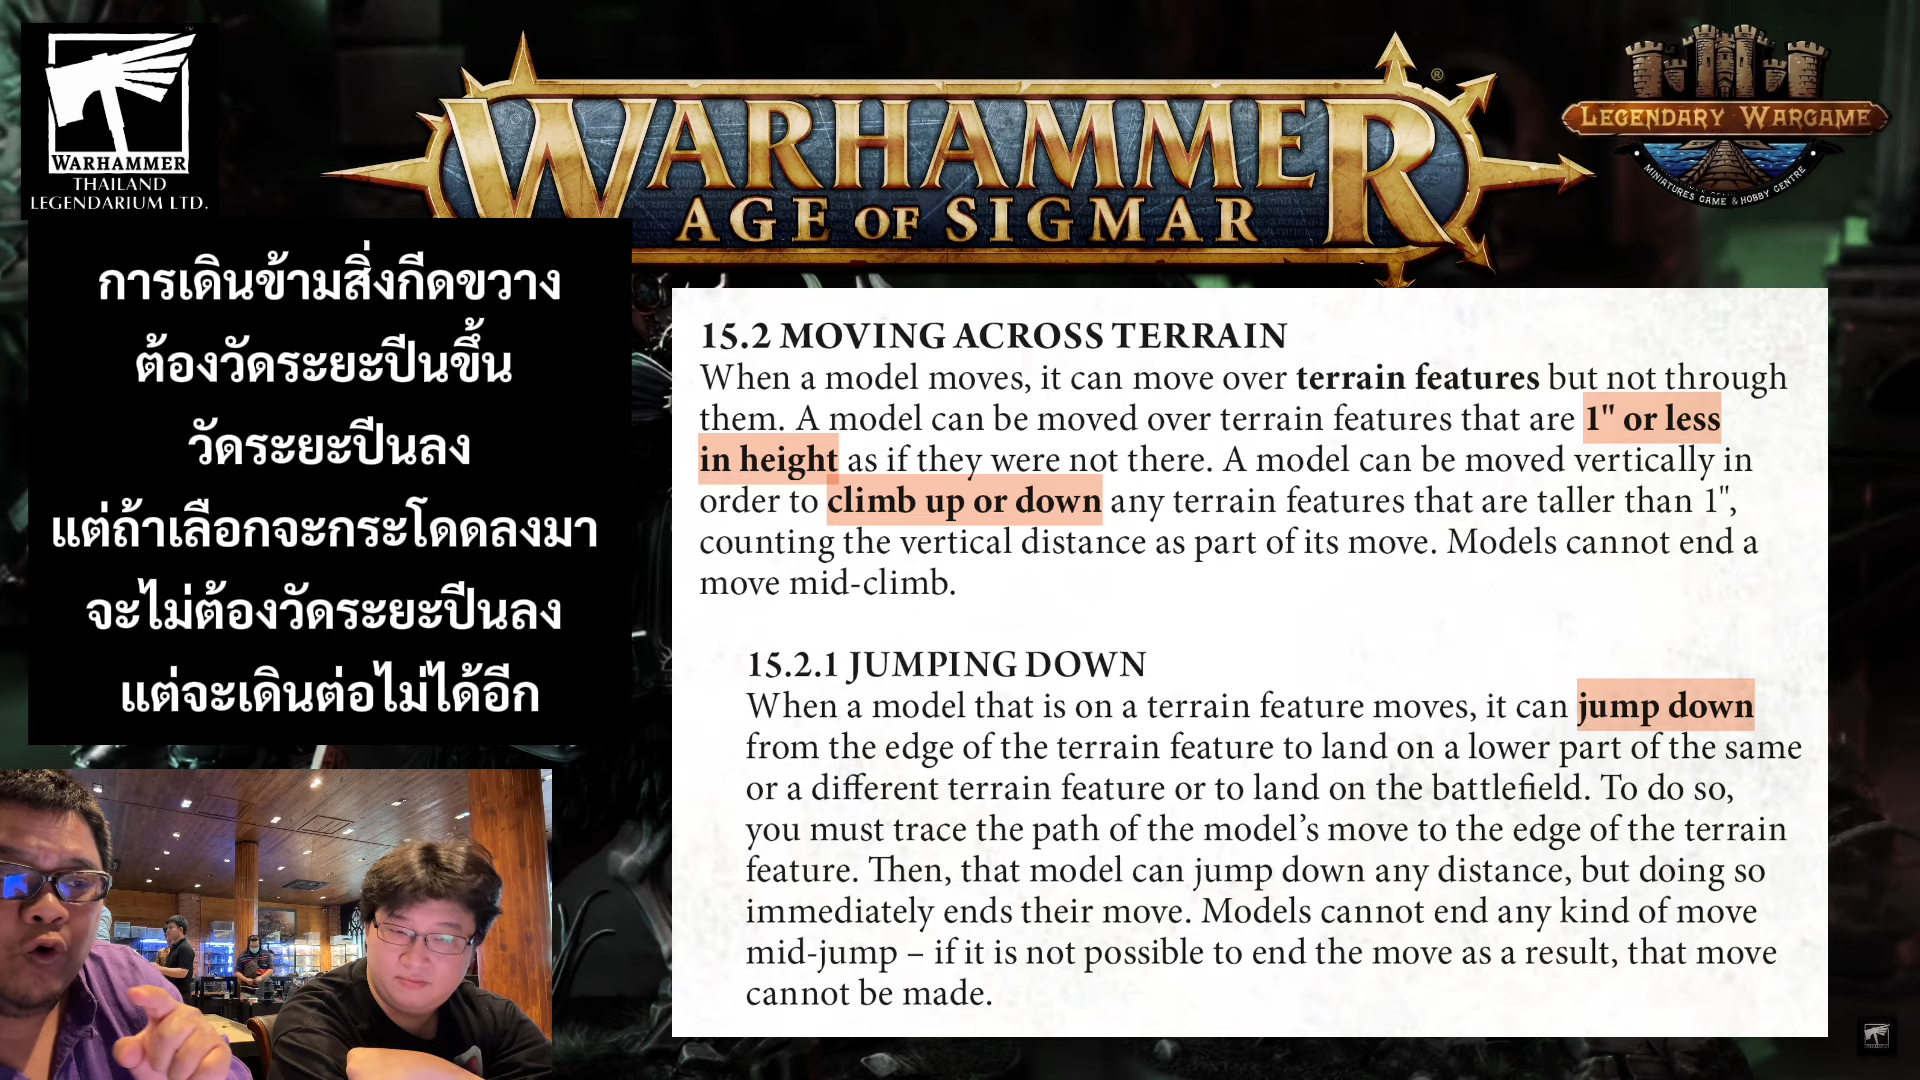 WARHAMMER
THAILAND
LEGENDARIUM LTD.
WARHAMMER
®
AGE OF SIGMAR
LEGENDARY WARGAME
MINIATURES GAME & HOBBY CENTRE
การเดินข้ามสิ่งกีดขวาง
ต้องวัดระยะปีนขึ้น
วัดระยะปีนลง
แต่ถ้าเลือกจะกระโดดลงมา
จะไม่ต้องวัดระยะปีนลง
แต่จะเดินต่อไม่ได้อีก
15.2 MOVING ACROSS TERRAIN
When a model moves, it can move over terrain features but not through
them. A model can be moved over terrain features that are 1" or less
in height as if they were not there. A model can be moved vertically in
order to climb up or down any terrain features that are taller than 1",
counting the vertical distance as part of its move. Models cannot end a
move mid-climb.
15.2.1 JUMPING DOWN
When a model that is on a terrain feature moves, it can jump down
from the edge of the terrain feature to land on a lower part of the same
or a different terrain feature or to land on the battlefield. To do so,
you must trace the path of the model’s move to the edge of the terrain
feature. Then, that model can jump down any distance, but doing so
immediately ends their move. Models cannot end any kind of move
mid-jump – if it is not possible to end the move as a result, that move
cannot be made.